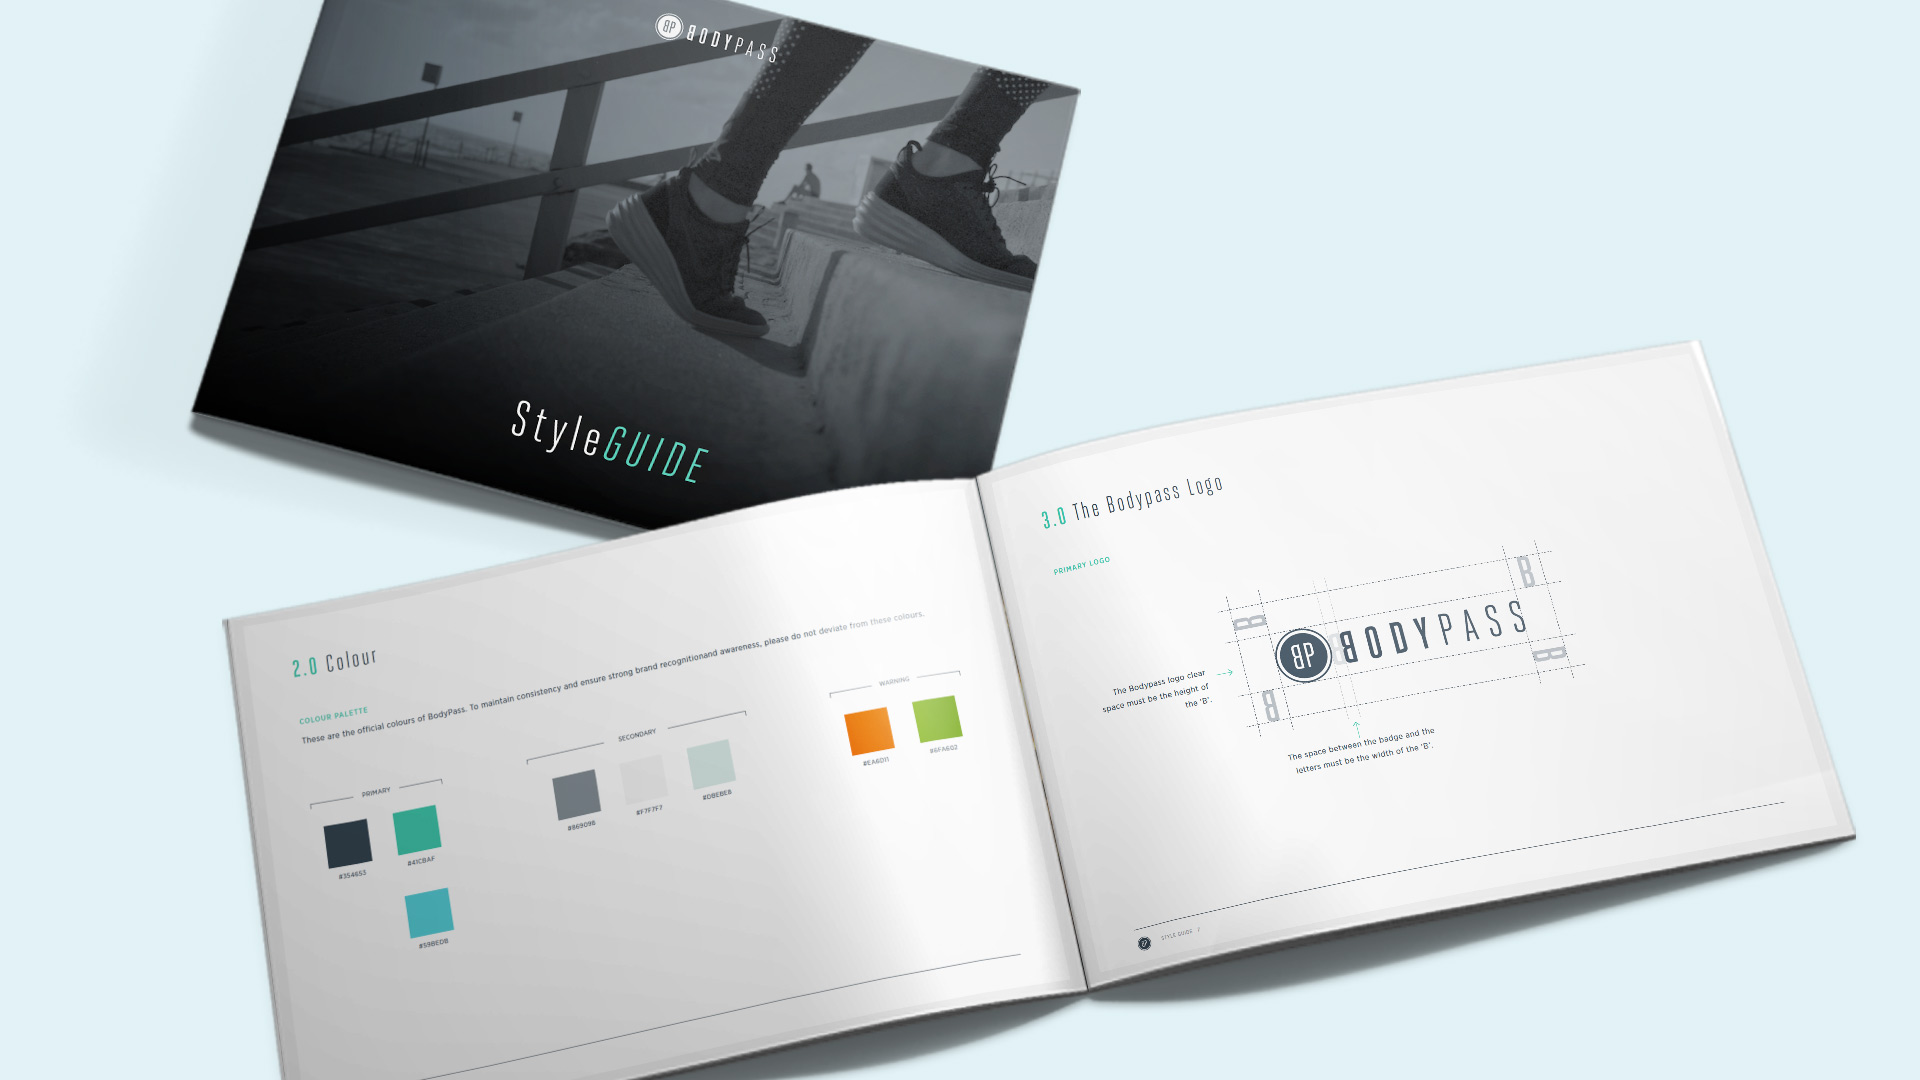 BP BODYPASS
StyleGUIDE
2.0 Colour
COLOUR PALETTE
These are the official colours of BodyPass. To maintain consistency and ensure strong brand recognitionand awareness, please do not deviate from these colours.
PRIMARY
#354653
#41CBAF
#59BEDB
SECONDARY
#869098
#F7F7F7
#DBEBE8
WARNING
#EA6D11
#6FA602
3.0 The Bodypass Logo
PRIMARY LOGO
B
B
BP B BODYPASS
B
B
The Bodypass logo clear
space must be the height of
the 'B'.
The space between the badge and the
letters must be the width of the 'B'.
BP STYLE GUIDE /